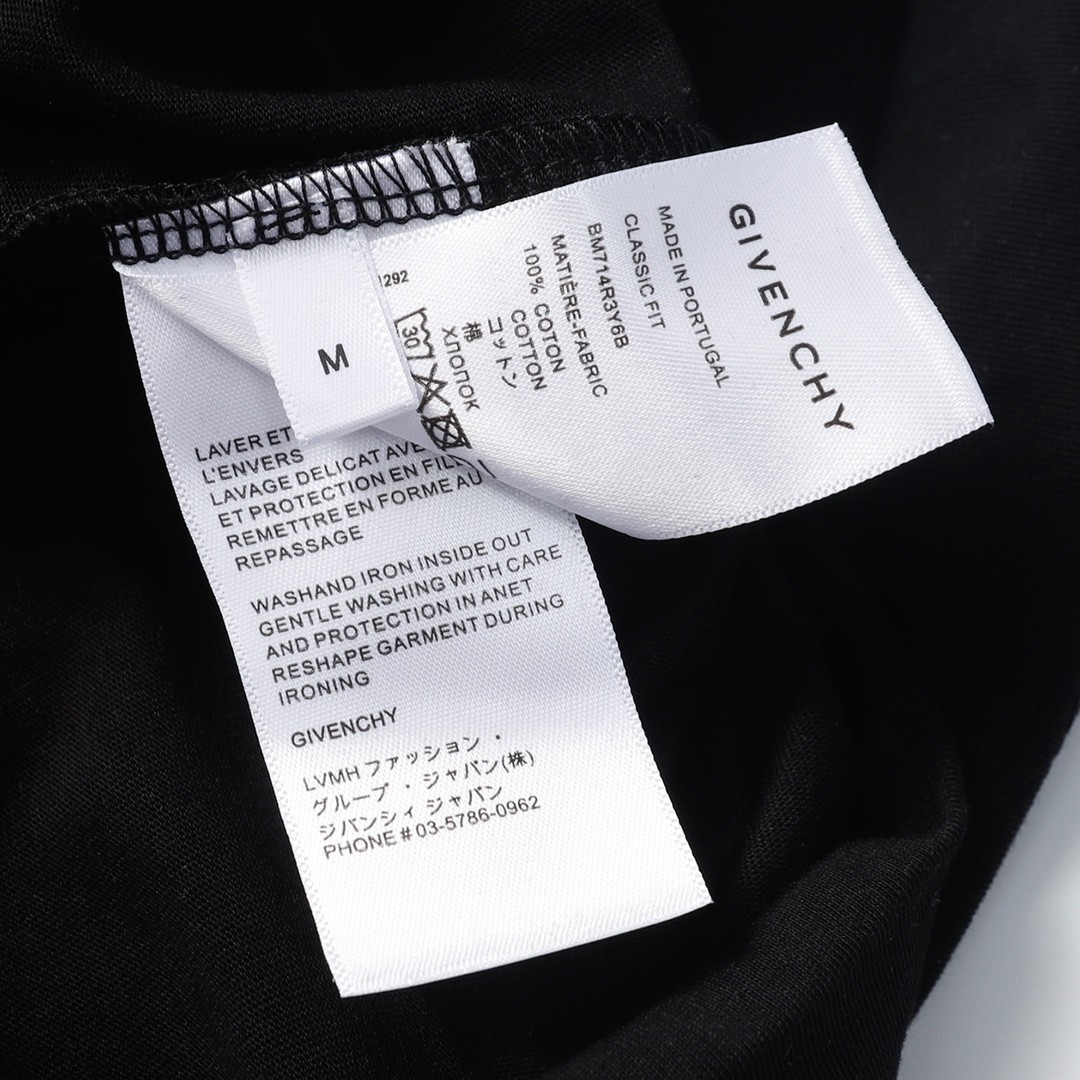 GIVENCHY
MADE IN PORTUGAL
CLASSIC FIT
BM714R3Y6B
MATIÈRE-FABRIC
100% COTON
COTTON
コットン
棉
ХЛОПОК
30
292
M
LAVER ET
L'ENVERS
LAVAGE DELICAT
ET PROTECTION EN
REMETTRE EN FORME AU
REPASSAGE
WASHAND IRON INSIDE OUT
GENTLE WASHING WITH CARE
AND PROTECTION IN ANET
RESHAPE GARMENT DURING
IRONING
GIVENCHY
LVMH ファッション ・
グループ ・ ジャパン(株)
ジバンシィ ジャパン
PHONE # 03-5786-0962